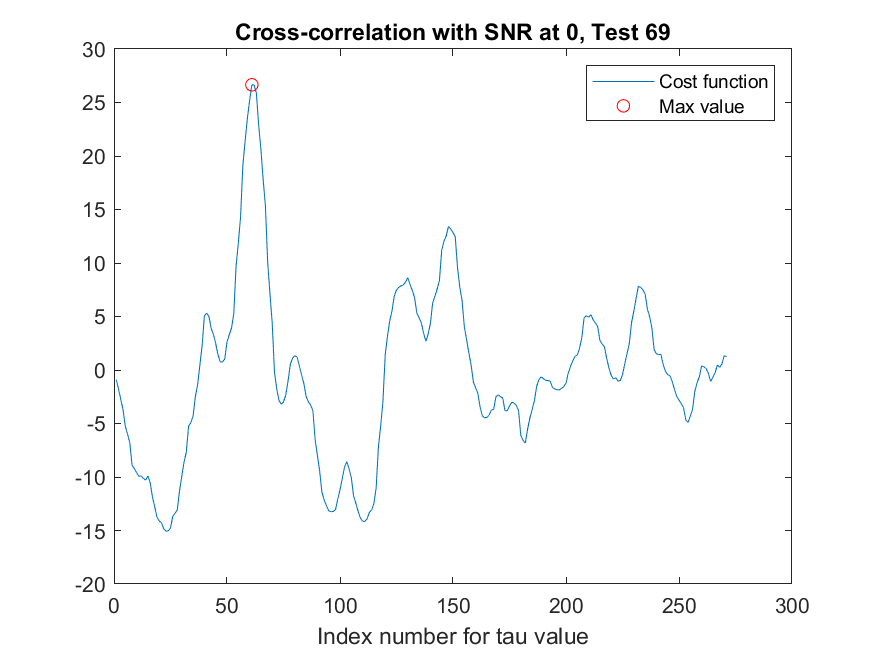 Cross-correlation with SNR at 0, Test 69
30
25
20
15
10
5
0
-5
-10
-15
-20
0 50 100 150 200 250 300
Index number for tau value
Cost function
Max value